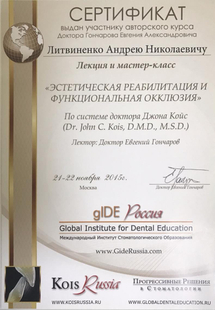 СЕРТИФИКАТ
выдан участнику авторского курса
Доктора Гончарова Евгения Александровича
Литвиненко Андрею Николаевичу
Лекция и мастер-класс
«ЭСТЕТИЧЕСКАЯ РЕАБИЛИТАЦИЯ И
ФУНКЦИОНАЛЬНАЯ ОККЛЮЗИЯ»
По системе доктора Джона Койс
(Dr. John C. Kois, D.M.D., M.S.D.)
Лектор: Доктор Евгений Гончаров
21-22 ноября 2015г.
Москва
Доктор Евгений Гончаров
gIDE Россия
Global Institute for Dental Education
Международный Институт Стоматологического Образования
www.GideRussia.com
KOIS Russia
ПРОГРЕССИВНЫЕ РЕШЕНИЯ
В СТОМАТОЛОГИИ
WWW.KOISRUSSIA.RU
WWW.GLOBALDENTALEDUCATION.RU